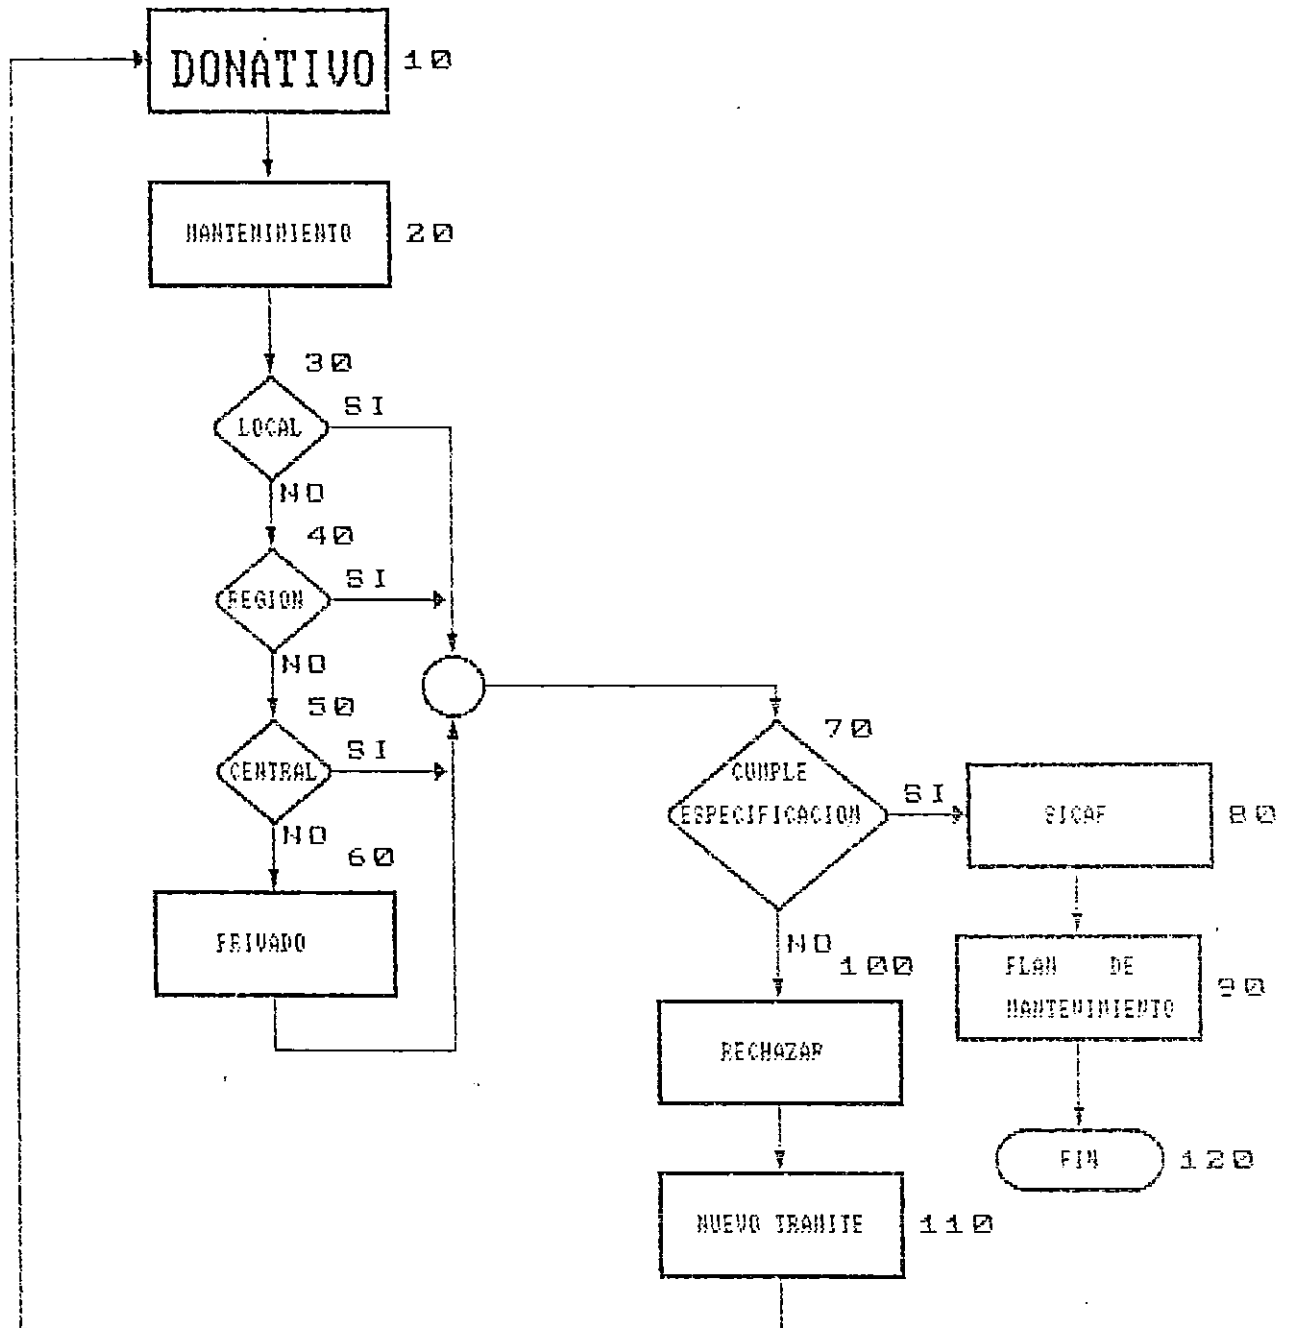 DONATIVO 10
MANTENIMIENTO 20
30
LOCAL SI
NO
40
REGION SI
NO
50
CENTRAL SI
NO
60
PRIVADO
70
CUMPLE
ESPECIFICACION SI
SICAF 80
NO
100
PLAN DE
MANTENIMIENTO
90
RECHAZAR
FIN 120
NUEVO TRAMITE 110